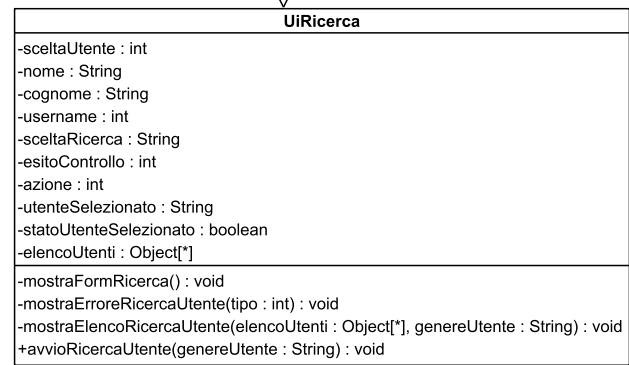 UiRicerca
-sceltaUtente : int
-nome : String
-cognome : String
-username : int
-sceltaRicerca : String
-esitoControllo : int
-azione : int
-utenteSelezionato : String
-statoUtenteSelezionato : boolean
-elencoUtenti : Object[*]
-mostraFormRicerca() : void
-mostraErroreRicercaUtente(tipo : int) : void
-mostraElencoRicercaUtente(elencoUtenti : Object[*], genereUtente : String) : void
+avvioRicercaUtente(genereUtente : String) : void